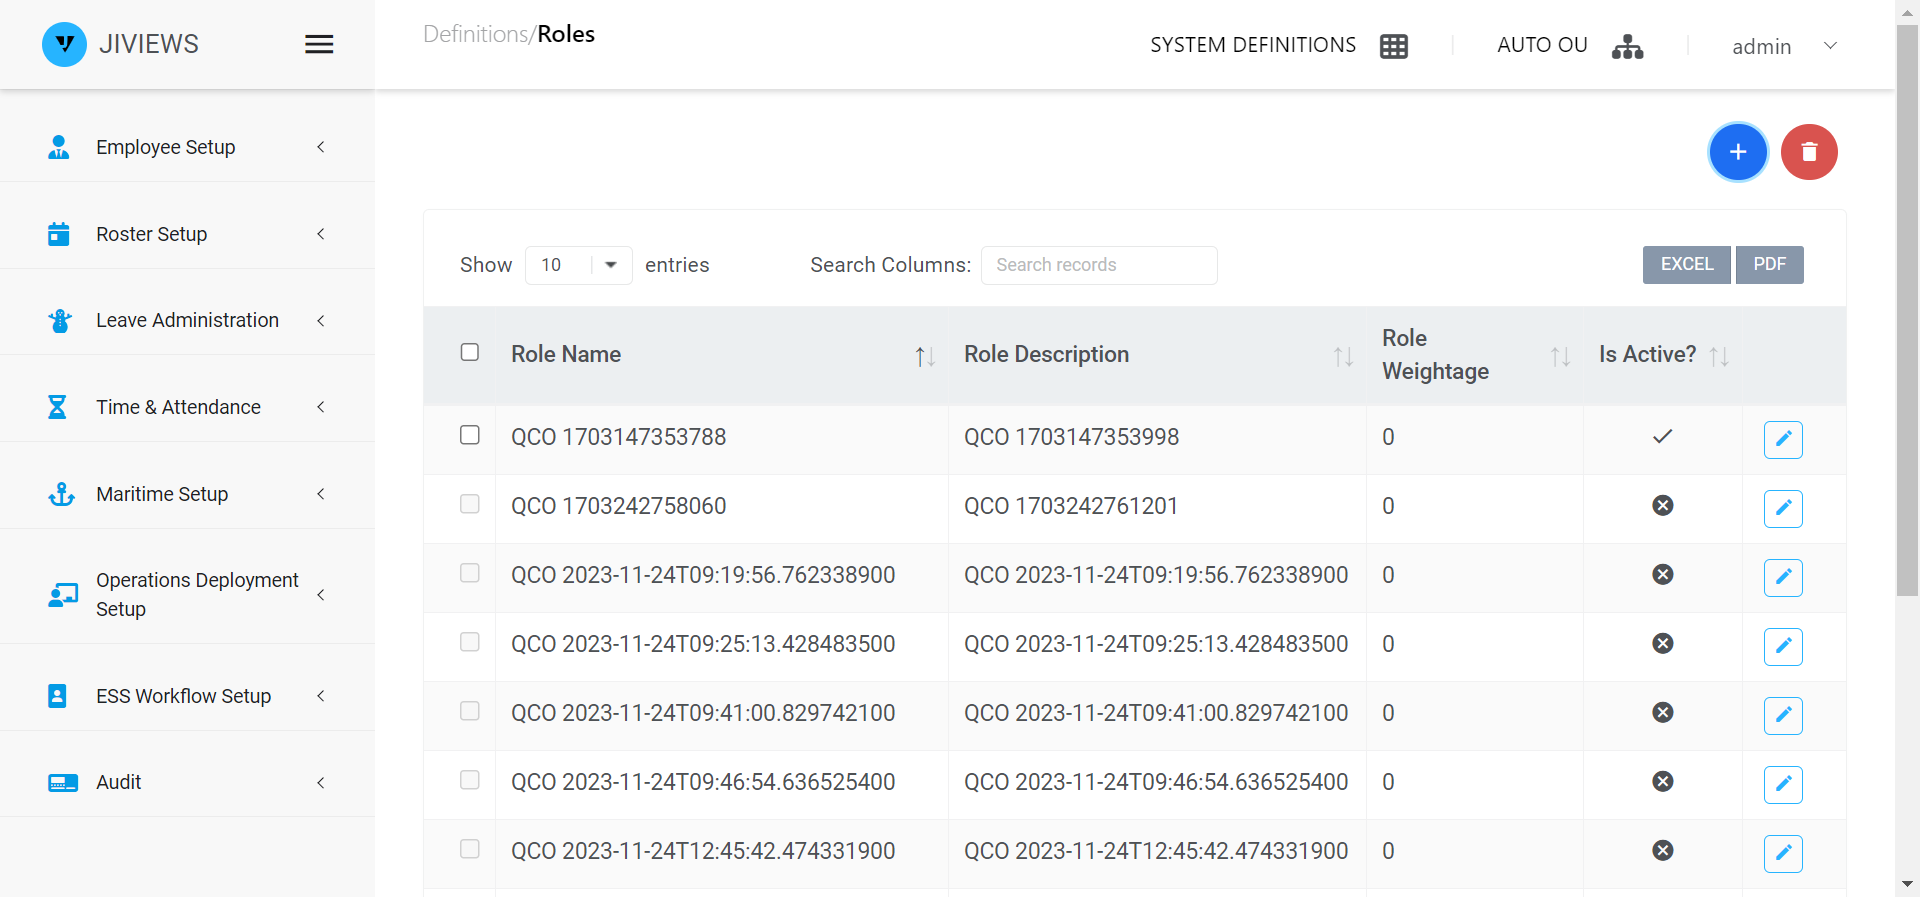 JIVIEWS
Definitions/Roles
SYSTEM DEFINITIONS
AUTO OU
admin
Employee Setup
Roster Setup
Leave Administration
Time & Attendance
Maritime Setup
Operations Deployment
Setup
ESS Workflow Setup
Audit
Show 10 entries
Search Columns: Search records
EXCEL PDF
Role Name Role Description Role Weightage Is Active?
QCO 1703147353788 QCO 1703147353998 0
QCO 1703242758060 QCO 1703242761201 0
QCO 2023-11-24T09:19:56.762338900 QCO 2023-11-24T09:19:56.762338900 0
QCO 2023-11-24T09:25:13.428483500 QCO 2023-11-24T09:25:13.428483500 0
QCO 2023-11-24T09:41:00.829742100 QCO 2023-11-24T09:41:00.829742100 0
QCO 2023-11-24T09:46:54.636525400 QCO 2023-11-24T09:46:54.636525400 0
QCO 2023-11-24T12:45:42.474331900 QCO 2023-11-24T12:45:42.474331900 0